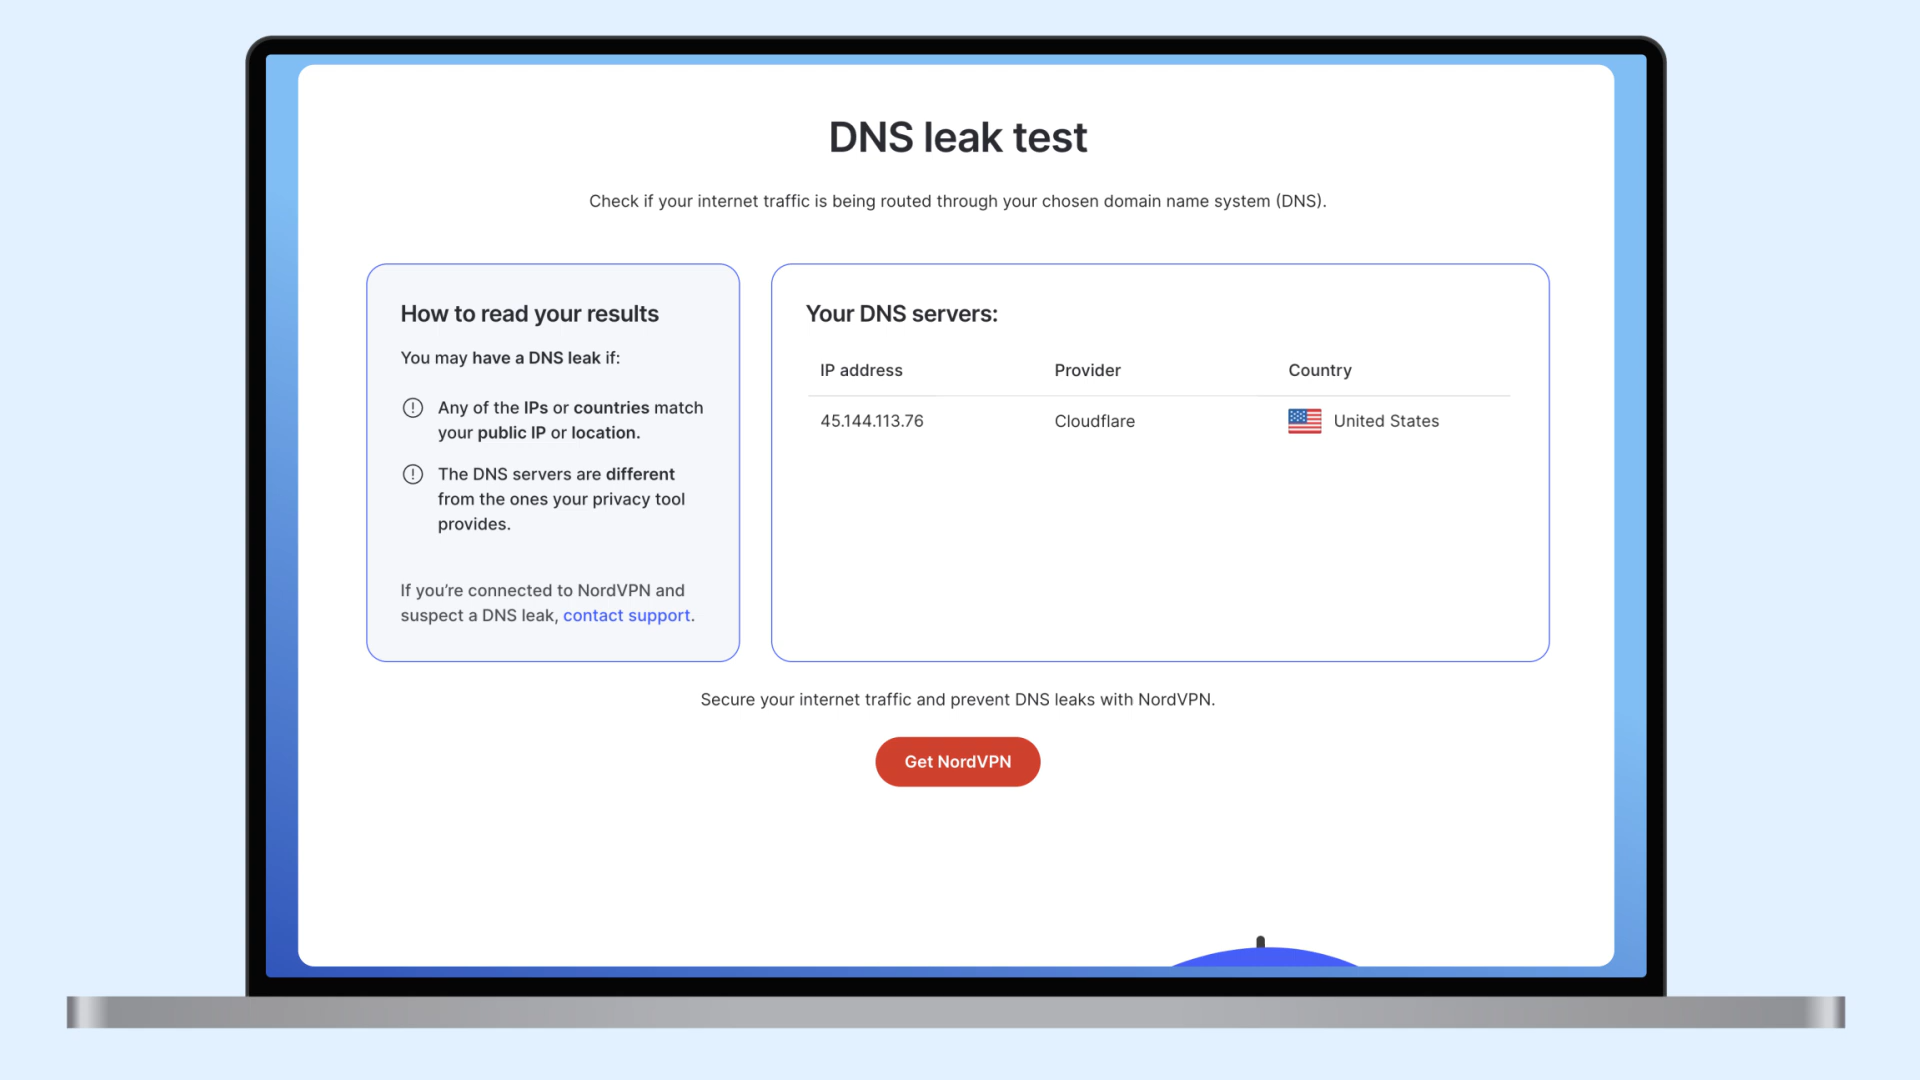 DNS leak test
Check if your internet traffic is being routed through your chosen domain name system (DNS).
How to read your results
You may have a DNS leak if:
Any of the IPs or countries match
your public IP or location.
The DNS servers are different
from the ones your privacy tool
provides.
If you’re connected to NordVPN and
suspect a DNS leak, contact support.
Your DNS servers:
IP address Provider Country
45.144.113.76 Cloudflare United States
Secure your internet traffic and prevent DNS leaks with NordVPN.
Get NordVPN